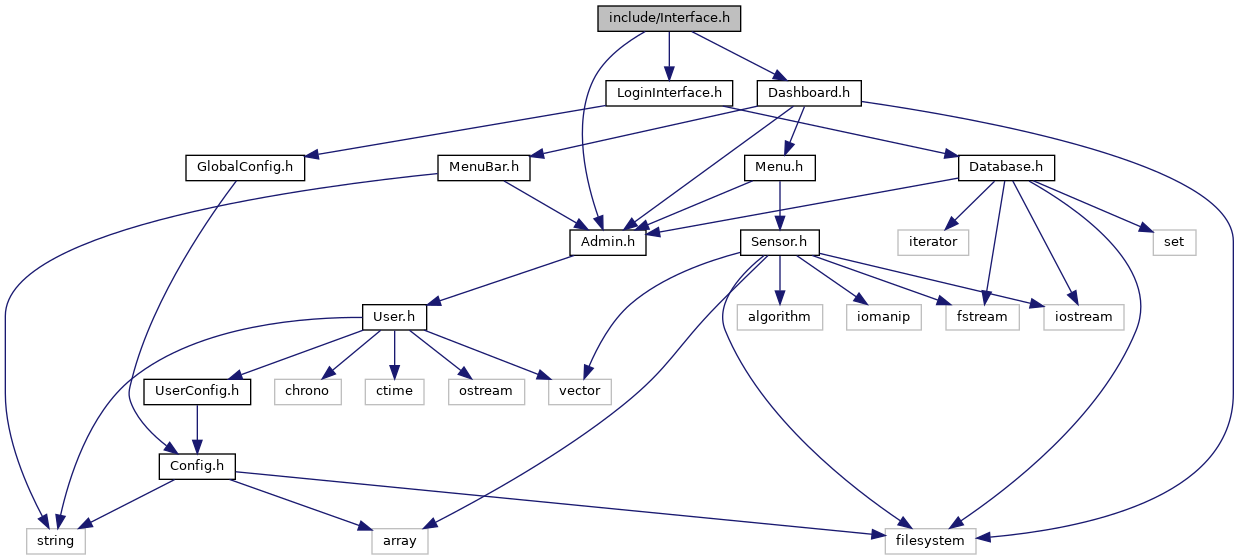 include/Interface.h
LoginInterface.h
Dashboard.h
GlobalConfig.h
MenuBar.h
Menu.h
Database.h
Admin.h
Sensor.h
iterator
set
User.h
algorithm
iomanip
fstream
iostream
UserConfig.h
chrono
ctime
ostream
vector
Config.h
string
array
filesystem